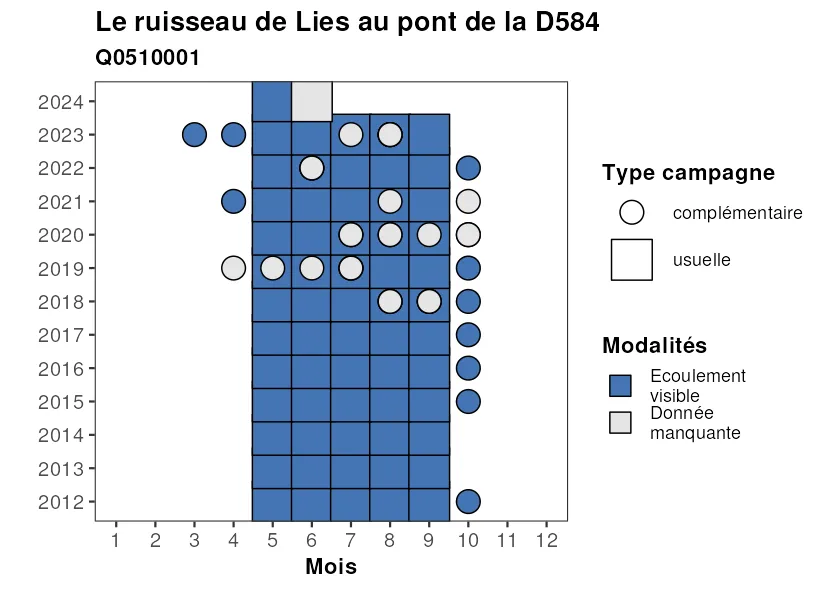 Le ruisseau de Lies au pont de la D584
Q0510001
2024
2023
2022
2021
2020
2019
2018
2017
2016
2015
2014
2013
2012
1 2 3 4 5 6 7 8 9 10 11 12
Mois
Type campagne
complémentaire
usuelle
Modalités
Ecoulement
visible
Donnée
manquante